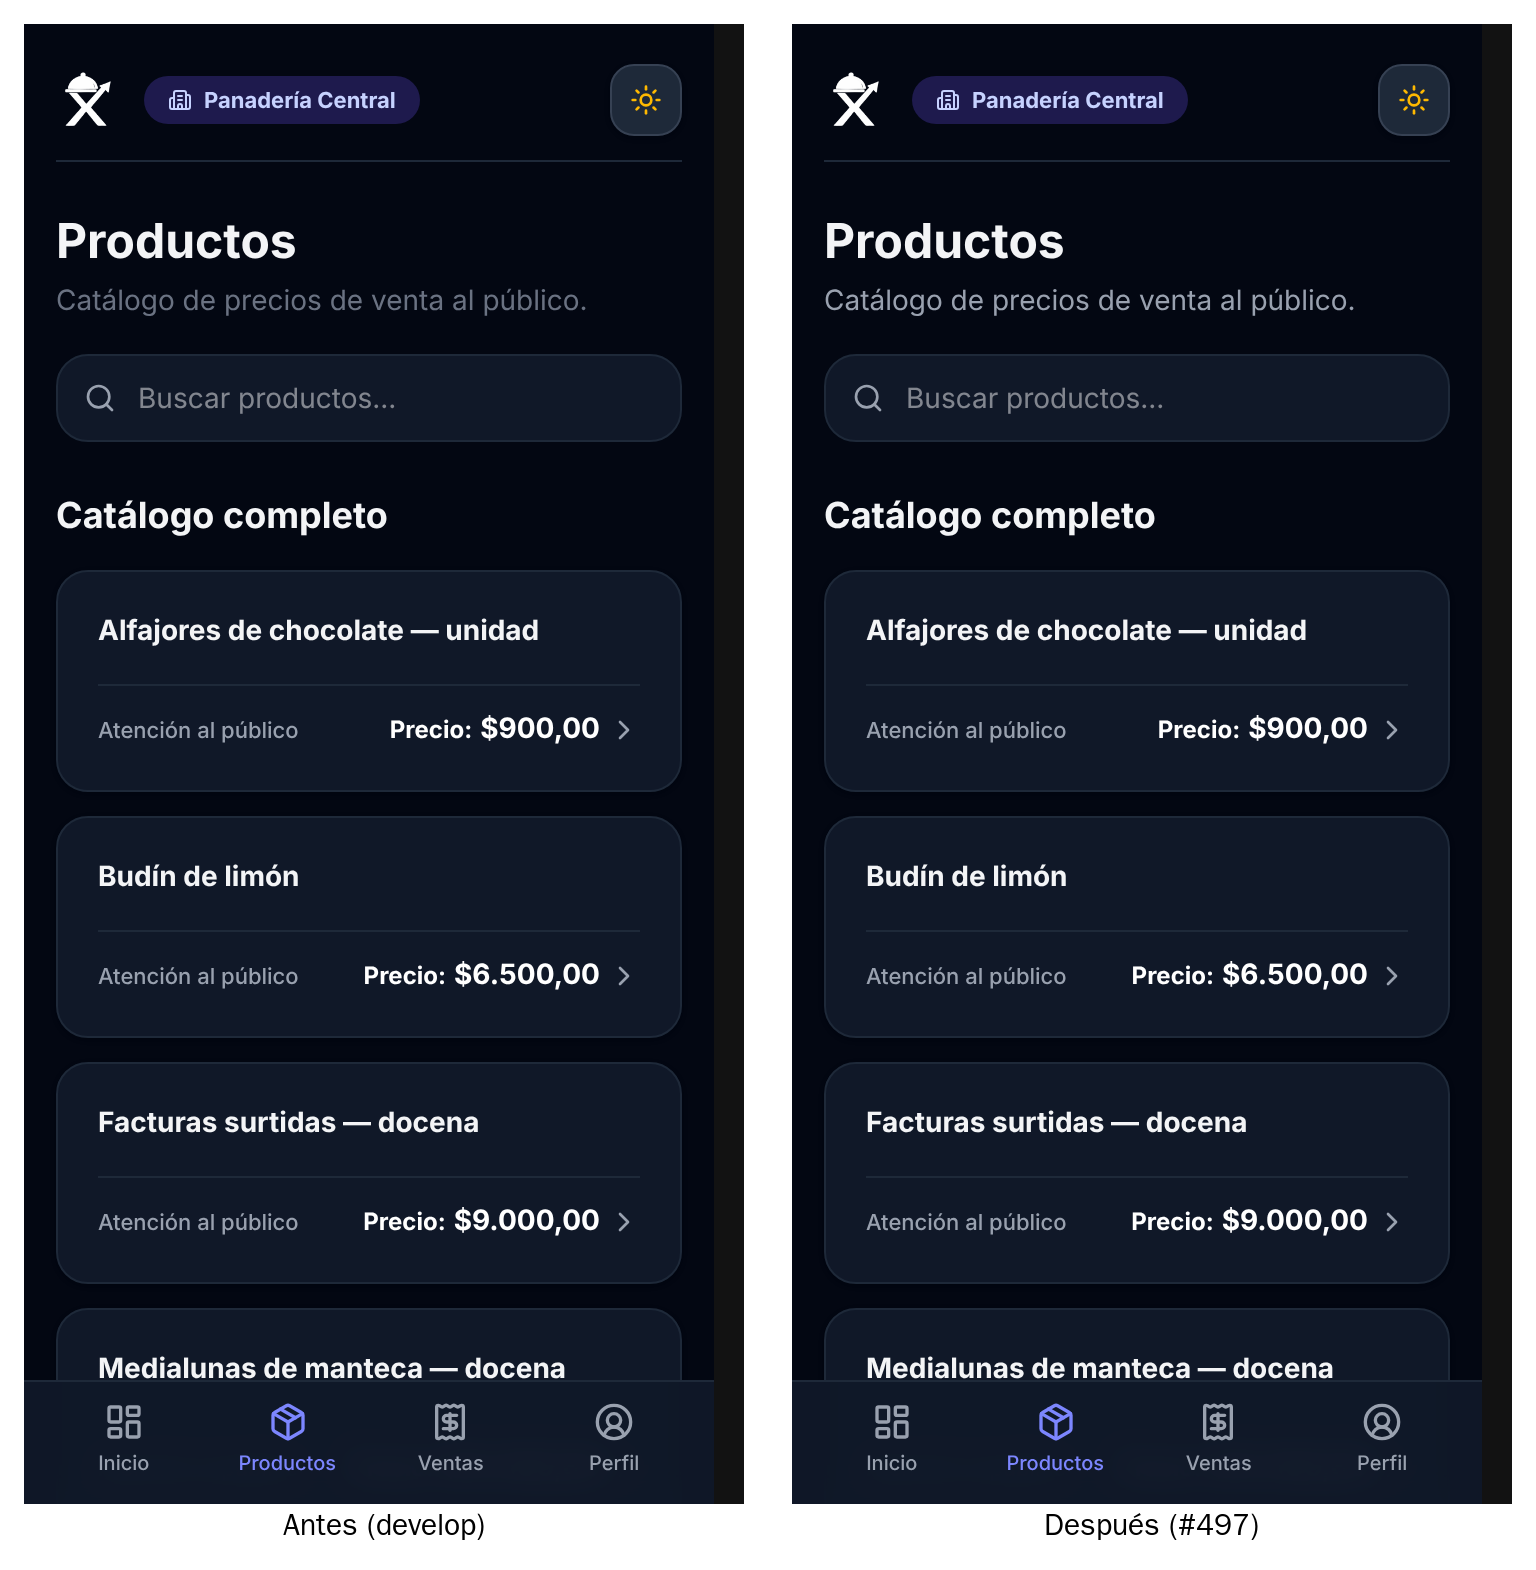 Panadería Central
Productos
Catálogo de precios de venta al público.
Buscar productos...
Catálogo completo
Alfajores de chocolate — unidad
Atención al público Precio: $900,00
Budín de limón
Atención al público Precio: $6.500,00
Facturas surtidas — docena
Atención al público Precio: $9.000,00
Medialunas de manteca — docena
Inicio Productos Ventas Perfil
Antes (develop)
Panadería Central
Productos
Catálogo de precios de venta al público.
Buscar productos...
Catálogo completo
Alfajores de chocolate — unidad
Atención al público Precio: $900,00
Budín de limón
Atención al público Precio: $6.500,00
Facturas surtidas — docena
Atención al público Precio: $9.000,00
Medialunas de manteca — docena
Inicio Productos Ventas Perfil
Después (#497)